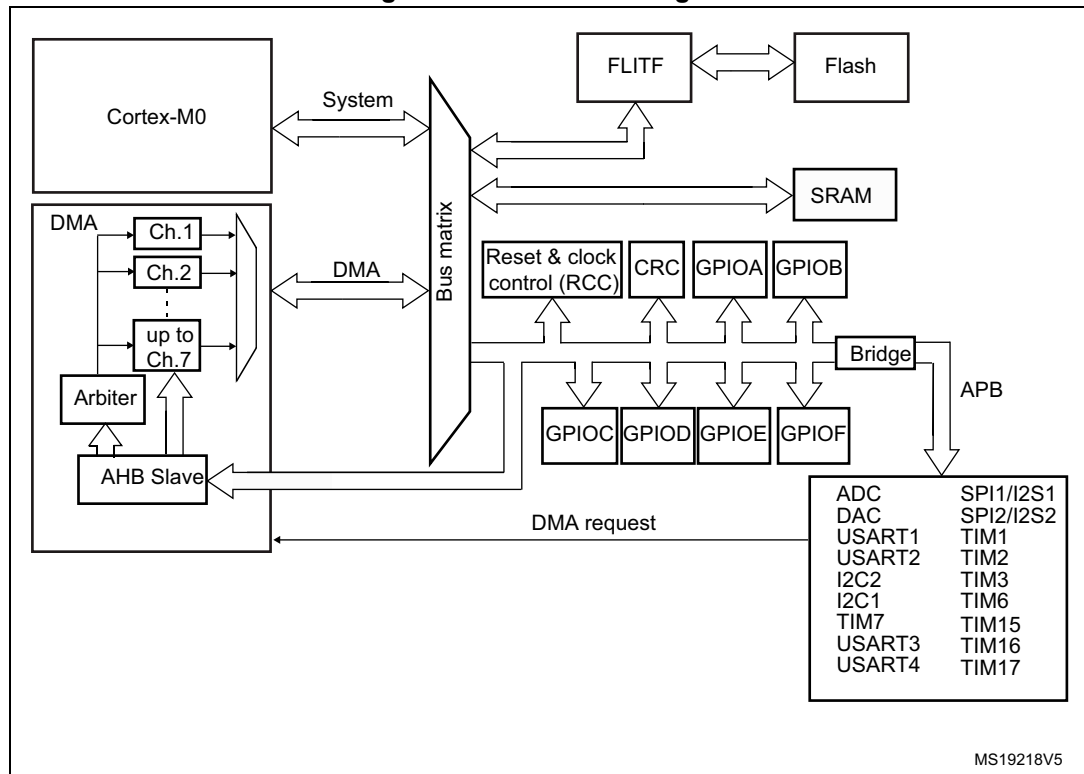 FLITF
Flash
System
Cortex-M0
SRAM
DMA
Ch.1
Ch.2
up to
Ch.7
Arbiter
AHB Slave
DMA
Bus matrix
Reset & clock
control (RCC)
CRC
GPIOA
GPIOB
Bridge
APB
GPIOC
GPIOD
GPIOE
GPIOF
DMA request
ADC
DAC
USART1
USART2
I2C2
I2C1
TIM7
USART3
USART4
SPI1/I2S1
SPI2/I2S2
TIM1
TIM2
TIM3
TIM6
TIM15
TIM16
TIM17
MS19218V5